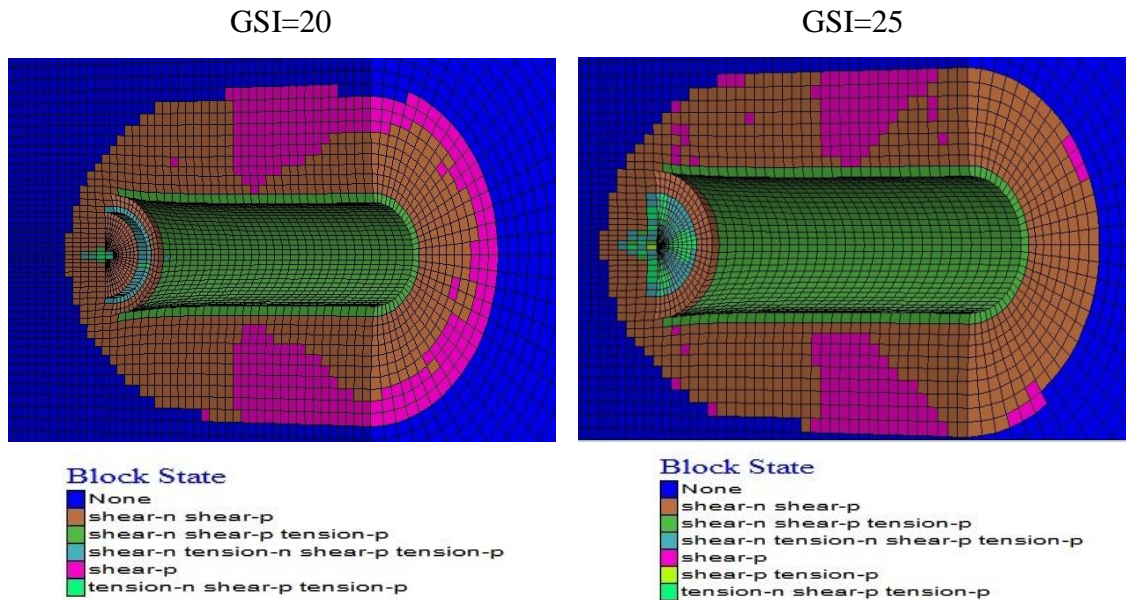 GSI=20
GSI=25
Block State
None
shear-n shear-p
shear-n shear-p tension-p
shear-n tension-n shear-p tension-p
shear-p
tension-n shear-p tension-p
Block State
None
shear-n shear-p
shear-n shear-p tension-p
shear-n tension-n shear-p tension-p
shear-p
shear-p tension-p
tension-n shear-p tension-p